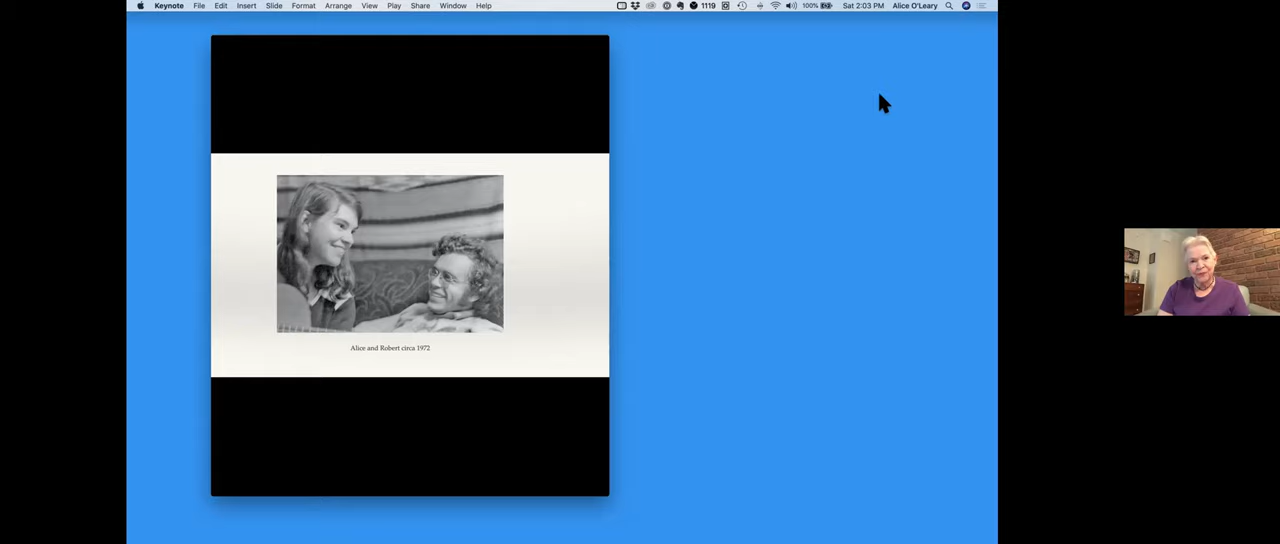 Keynote File Edit Insert Slide Format Arrange View Play Share Window Help 1119 100% Sat 2:03 PM Alice O'Leary
Alice and Robert circa 1972